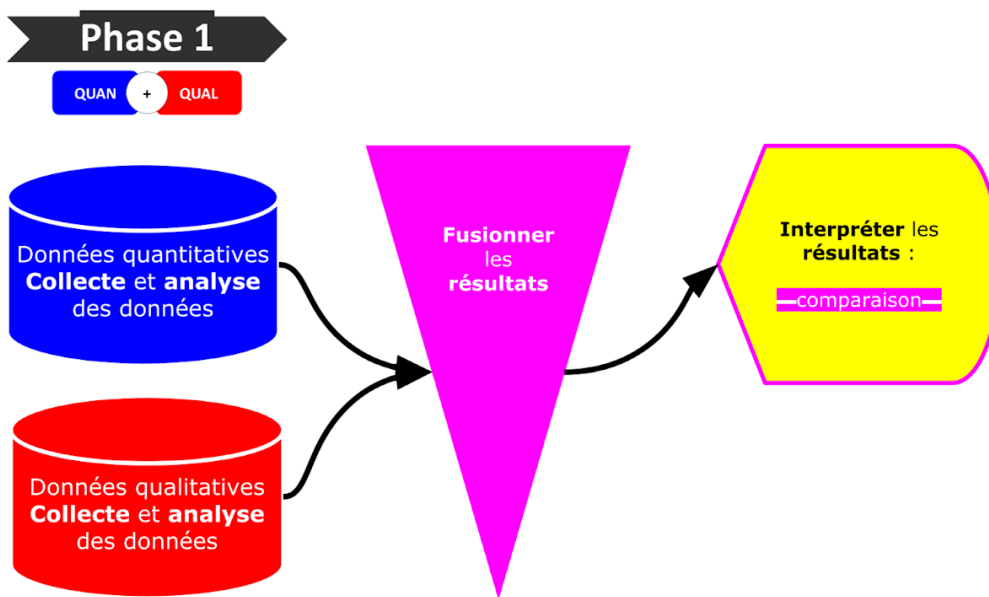 Phase 1
QUAN + QUAL
Données quantitatives
Collecte et analyse
des données
Données qualitatives
Collecte et analyse
des données
Fusionner
les
résultats
Interpréter les
résultats :
—comparaison—